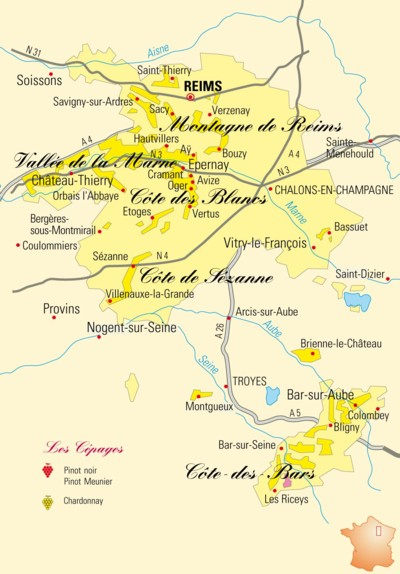 Aisne
N 31
Soissons
Saint-Thierry
REIMS
Savigny-sur-Ardres
Sacy
Verzenay
Montagne de Reims
A 4
Hautvillers
Sainte-
Menehould
A 4
Vallée de la Marne
N 3
Aÿ
Bouzy
Epernay
Cramant
Avize
Château-Thierry
Oger
N 3
CHALONS-EN-CHAMPAGNE
Orbais l'Abbaye
Côte des Blancs
Marne
Vertus
Etoges
Bergères-
sous-Montmirail
Bassuet
Coulommiers
Vitry-le-François
Sézanne
N 4
Côte de Sézanne
Saint-Dizier
Villenauxe-la-Grande
Provins
Arcis-sur-Aube
Nogent-sur-Seine
A 26
Aube
Brienne-le-Château
Seine
TROYES
Montgueux
Bar-sur-Aube
Colombey
A 5
Bligny
Bar-sur-Seine
Les Cépages
Pinot noir
Pinot Meunier
Chardonnay
Côte-des-Bars
Les Riceys